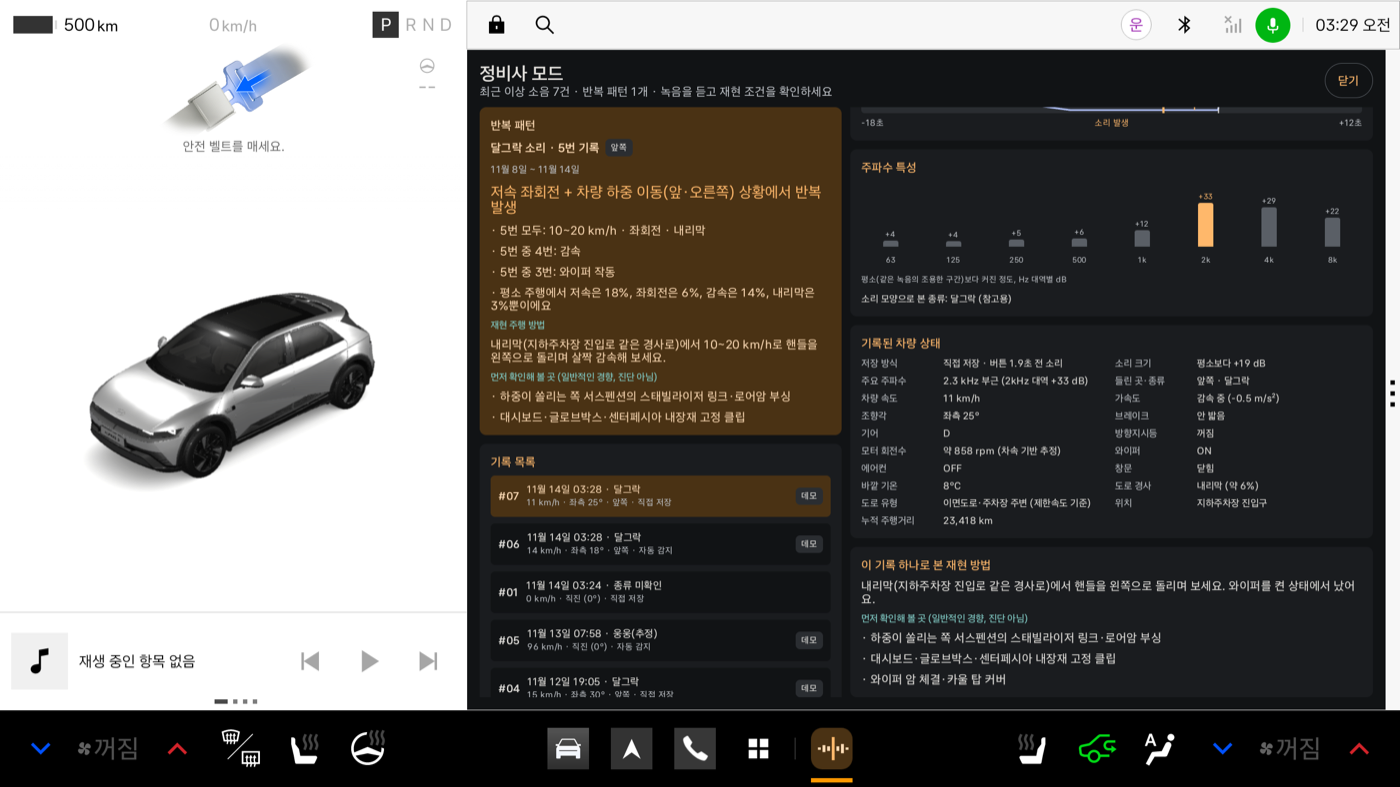 500 km
0 km/h
P R N D
안전 벨트를 매세요.
재생 중인 항목 없음
운
03:29 오전
정비사 모드
최근 이상 소음 7건 · 반복 패턴 1개 · 녹음을 듣고 재현 조건을 확인하세요
닫기
반복 패턴
달그락 소리 · 5번 기록 앞쪽
11월 8일 ~ 11월 14일
저속 좌회전 + 차량 하중 이동(앞·오른쪽) 상황에서 반복
발생
· 5번 모두: 10~20 km/h · 좌회전 · 내리막
· 5번 중 4번: 감속
· 5번 중 3번: 와이퍼 작동
· 평소 주행에서 저속은 18%, 좌회전은 6%, 감속은 14%, 내리막은
3%뿐이에요
재현 주행 방법
내리막(지하주차장 진입로 같은 경사로)에서 10~20 km/h로 핸들을
왼쪽으로 돌리며 살짝 감속해 보세요.
먼저 확인해 볼 곳 (일반적인 경향, 진단 아님)
· 하중이 쏠리는 쪽 서스펜션의 스태빌라이저 링크·로어암 부싱
· 대시보드·글로브박스·센터페시아 내장재 고정 클립
기록 목록
#07 11월 14일 03:28 · 달그락
11 km/h · 좌측 25° · 앞쪽 · 직접 저장
데모
#06 11월 14일 03:28 · 달그락
14 km/h · 좌측 18° · 앞쪽 · 자동 감지
데모
#01 11월 14일 03:24 · 종류 미확인
0 km/h · 직진 (0°) · 직접 저장
#05 11월 13일 07:58 · 웅웅(추정)
96 km/h · 직진 (0°) · 자동 감지
데모
#04 11월 12일 19:05 · 달그락
15 km/h · 좌측 30° · 앞쪽 · 직접 저장
데모
-18초 소리 발생 +12초
주파수 특성
+4 +4 +5 +6 +12 +33 +29 +22
63 125 250 500 1k 2k 4k 8k
평소(같은 녹음의 조용한 구간)보다 커진 정도, Hz 대역별 dB
소리 모양으로 본 종류: 달그락 (참고용)
기록된 차량 상태
저장 방식 직접 저장 · 버튼 1.9초 전 소리 소리 크기 평소보다 +19 dB
주요 주파수 2.3 kHz 부근 (2kHz 대역 +33 dB) 들린 곳·종류 앞쪽 · 달그락
차량 속도 11 km/h 가속도 감속 중 (-0.5 m/s²)
조향각 좌측 25° 브레이크 안 밟음
기어 D 방향지시등 꺼짐
모터 회전수 약 858 rpm (차속 기반 추정) 와이퍼 ON
에어컨 OFF 창문 닫힘
바깥 기온 8°C 도로 경사 내리막 (약 6%)
도로 유형 이면도로·주차장 주변 (제한속도 기준) 위치 지하주차장 진입구
누적 주행거리 23,418 km
이 기록 하나로 본 재현 방법
내리막(지하주차장 진입로 같은 경사로)에서 핸들을 왼쪽으로 돌리며 보세요. 와이퍼를 켠 상태에서 났어
요.
먼저 확인해 볼 곳 (일반적인 경향, 진단 아님)
· 하중이 쏠리는 쪽 서스펜션의 스태빌라이저 링크·로어암 부싱
· 대시보드·글로브박스·센터페시아 내장재 고정 클립
· 와이퍼 암 체결·카울 탑 커버
꺼짐
A
꺼짐